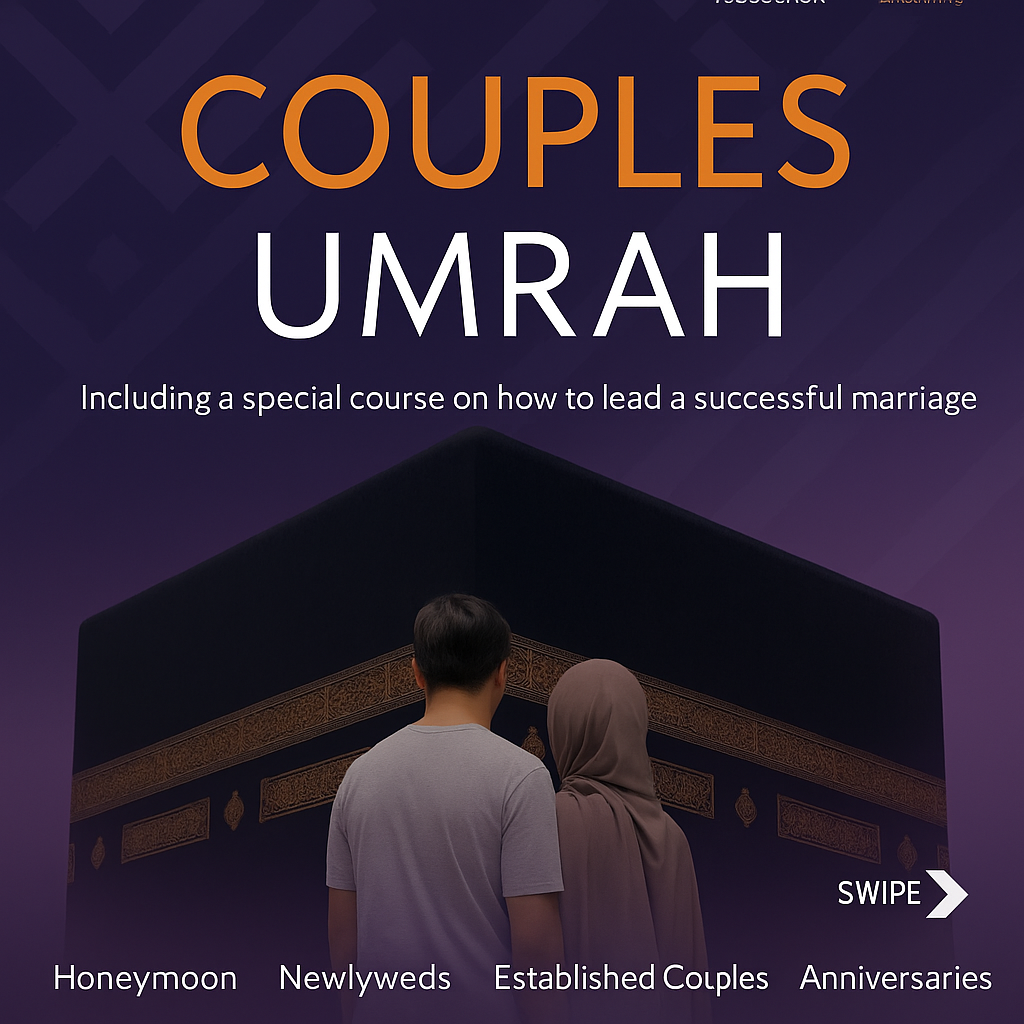 COUPLES
UMRAH
Including a special course on how to lead a successful marriage
SWIPE
Honeymoon Newlyweds Established Couples Anniversaries